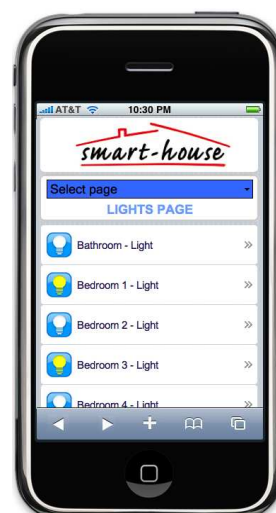 AT&T 10:30 PM
smart-house
Select page
LIGHTS PAGE
Bathroom - Light
Bedroom 1 - Light
Bedroom 2 - Light
Bedroom 3 - Light
Bedroom 4 - Light